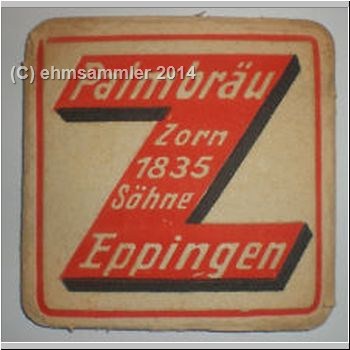 (C) ehmsammler 2014
Palmbräu
Zorn
1835
Söhne
Eppingen